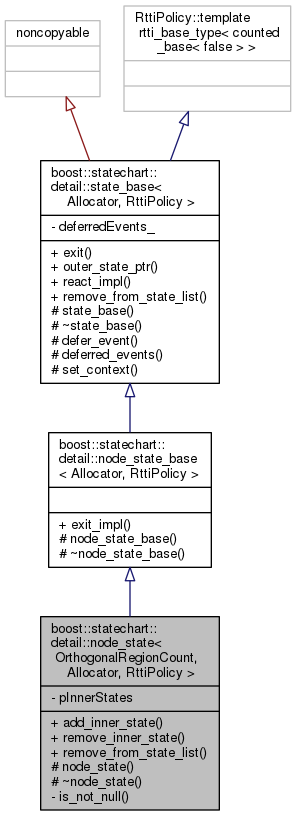 noncopyable
RttiPolicy::template
rtti_base_type< counted
_base< false > >
boost::statechart::
detail::state_base<
Allocator, RttiPolicy >
- deferredEvents_
+ exit()
+ outer_state_ptr()
+ react_impl()
+ remove_from_state_list()
# state_base()
# ~state_base()
# defer_event()
# deferred_events()
# set_context()
boost::statechart::
detail::node_state_base
< Allocator, RttiPolicy >
+ exit_impl()
# node_state_base()
# ~node_state_base()
boost::statechart::
detail::node_state<
OrthogonalRegionCount,
Allocator, RttiPolicy >
- pInnerStates
+ add_inner_state()
+ remove_inner_state()
+ remove_from_state_list()
# node_state()
# ~node_state()
- is_not_null()